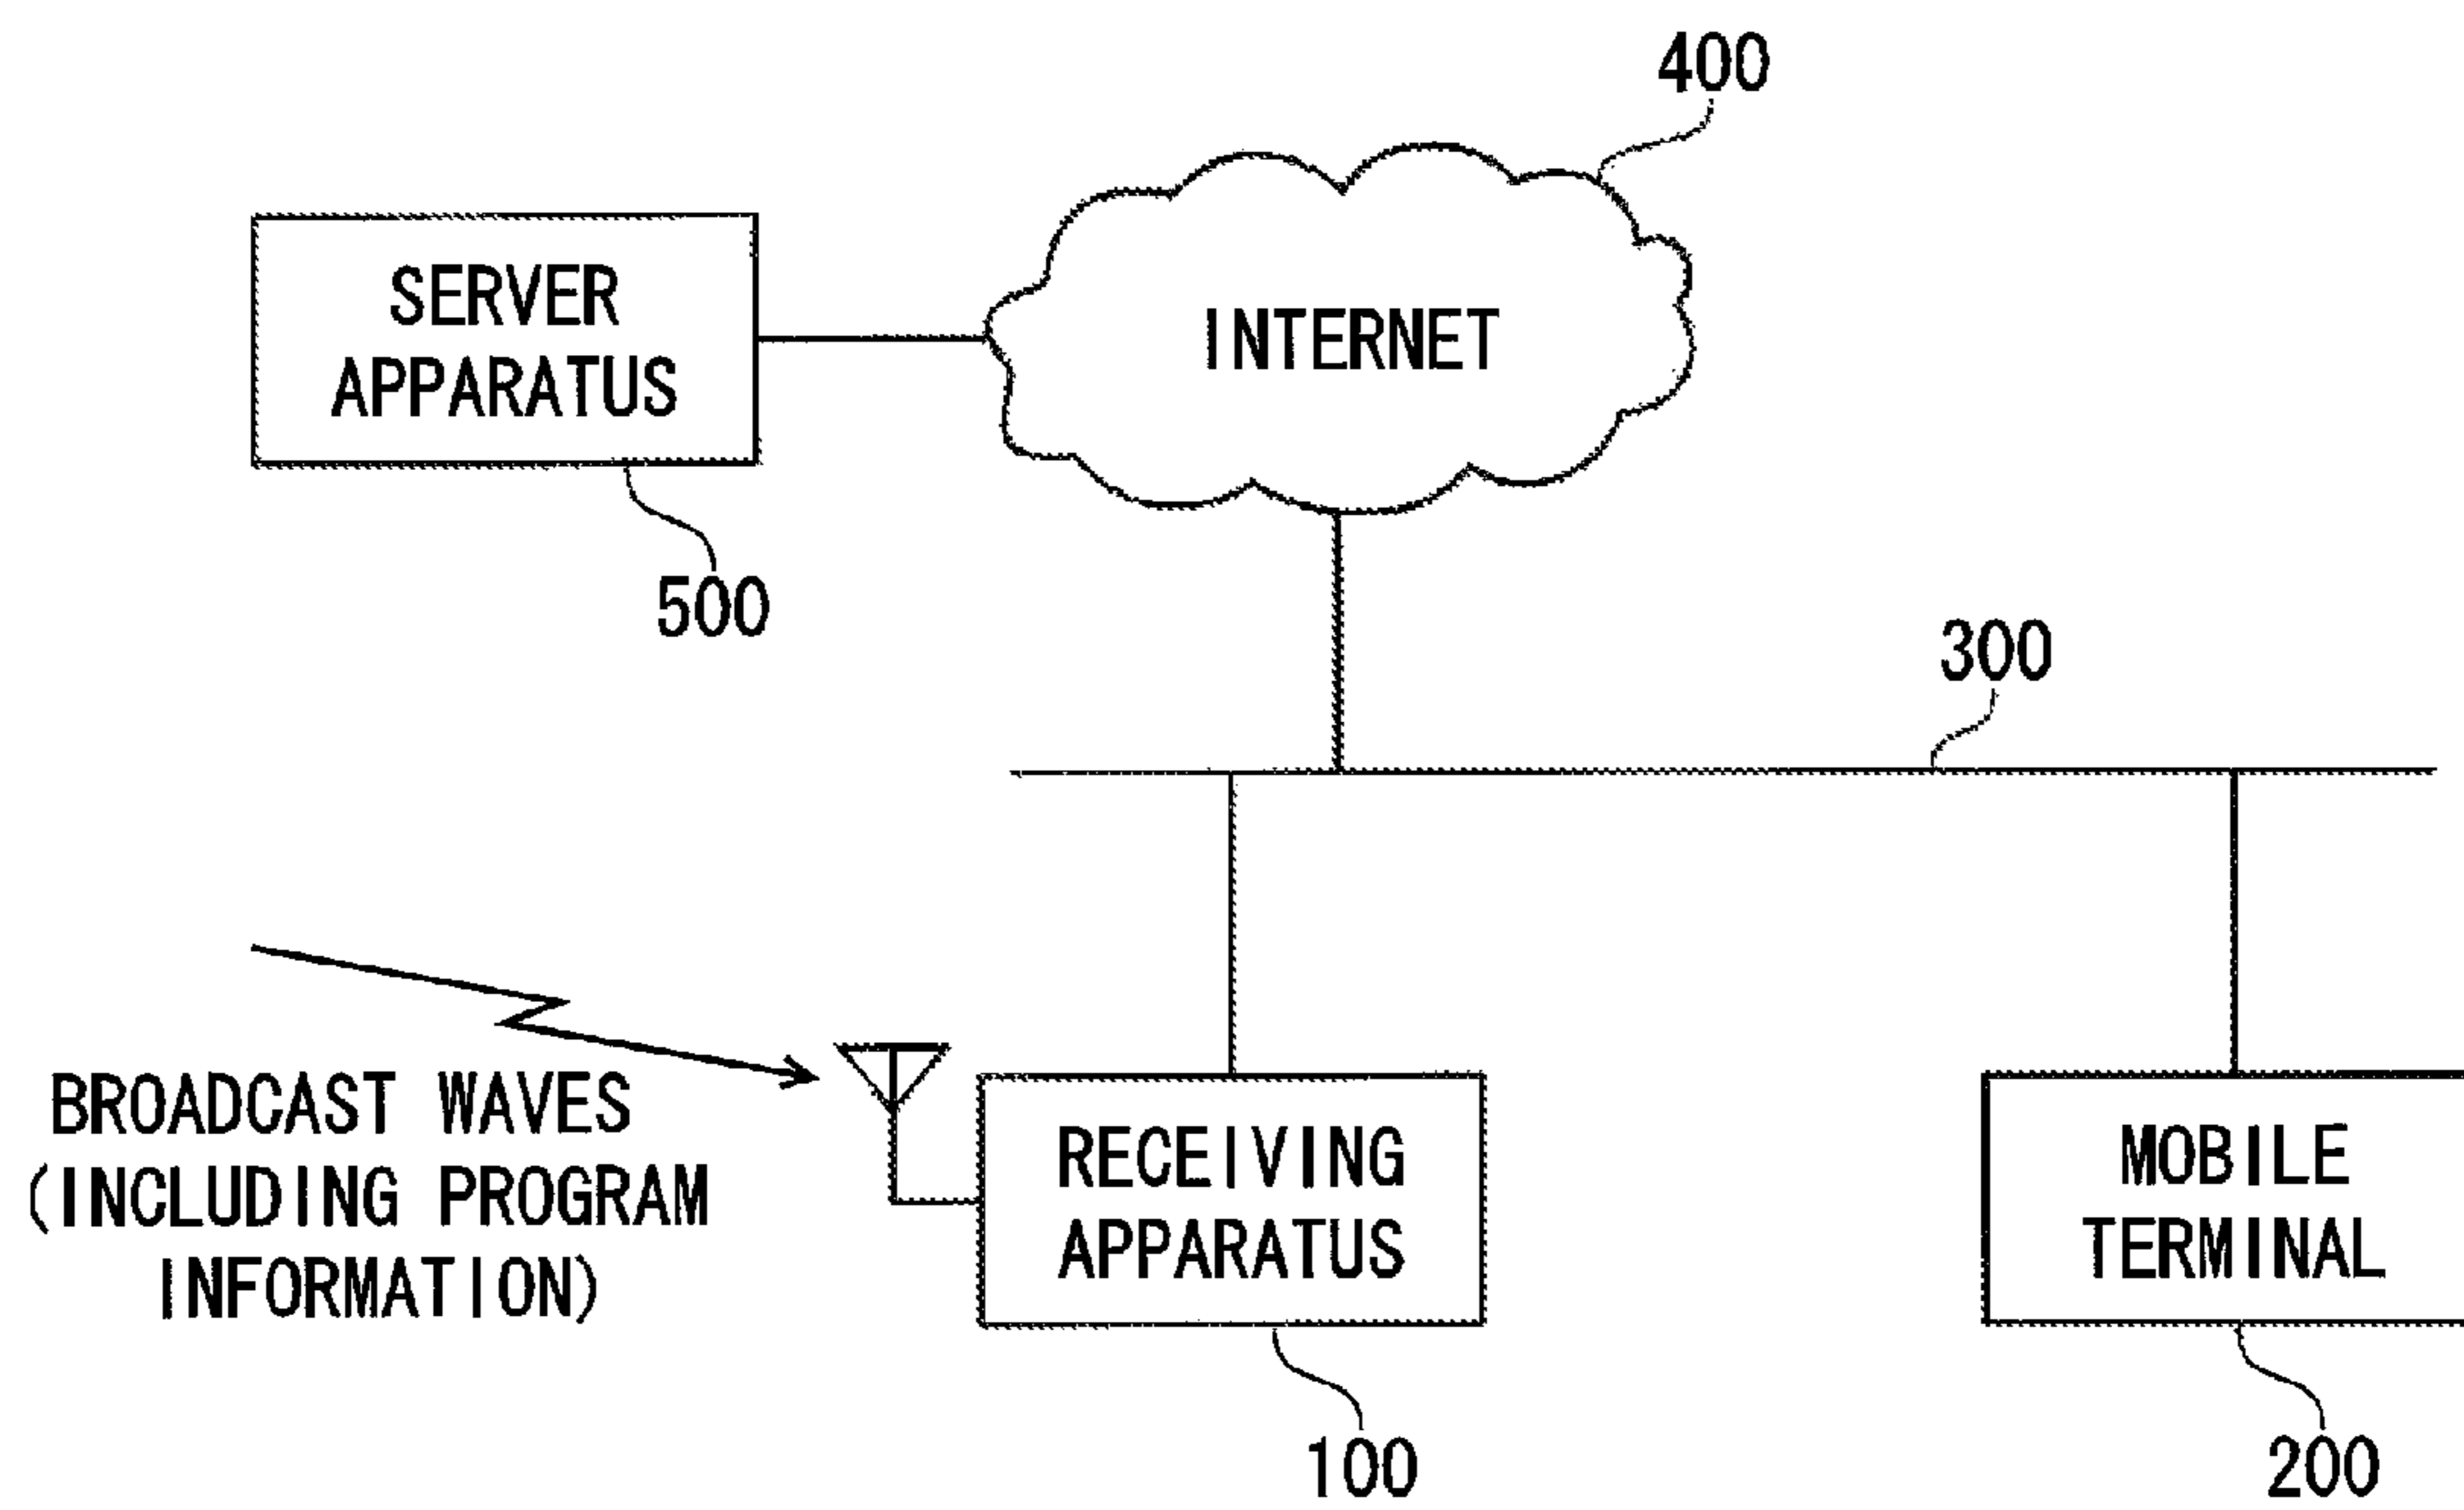 400
SERVER
APPARATUS
INTERNET
500
300
BROADCAST WAVES
(INCLUDING PROGRAM
INFORMATION)
RECEIVING
APPARATUS
MOBILE
TERMINAL
100
200